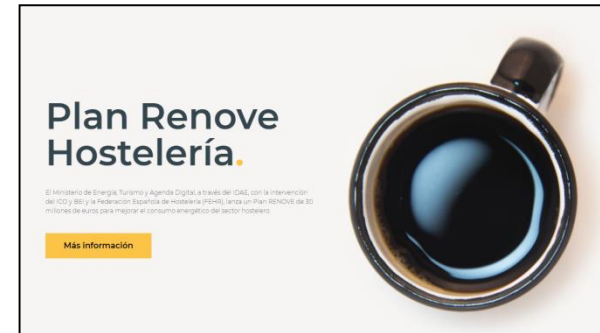 Plan Renove
Hostelería.
El Ministerio de Energía, Turismo y Agenda Digital, a través del IDAE, con la intervención
del ICO y BEI y la Federación Española de Hostelería (FEHR), lanza un Plan RENOVE de 30
millones de euros para mejorar el consumo energético del sector hostelero.
Más información